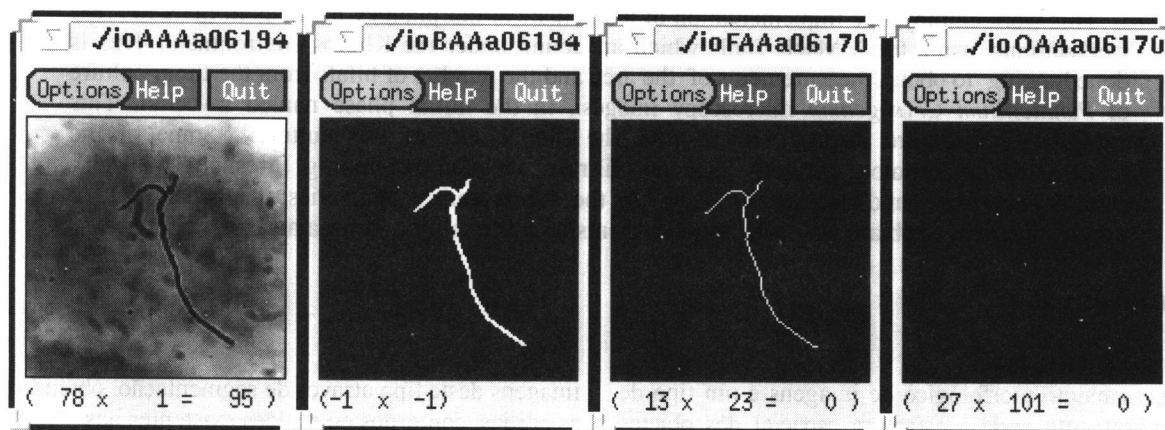 ./ioAAAa06194
Options Help Quit
( 78 x 1 = 95)
./ioBAAa06194
Options Help Quit
(-1 x -1)
./ioFAAa06170
Options Help Quit
( 13 x 23 = 0 )
./ioOAAa06170
Options Help Quit
( 27 x 101 = 0 )